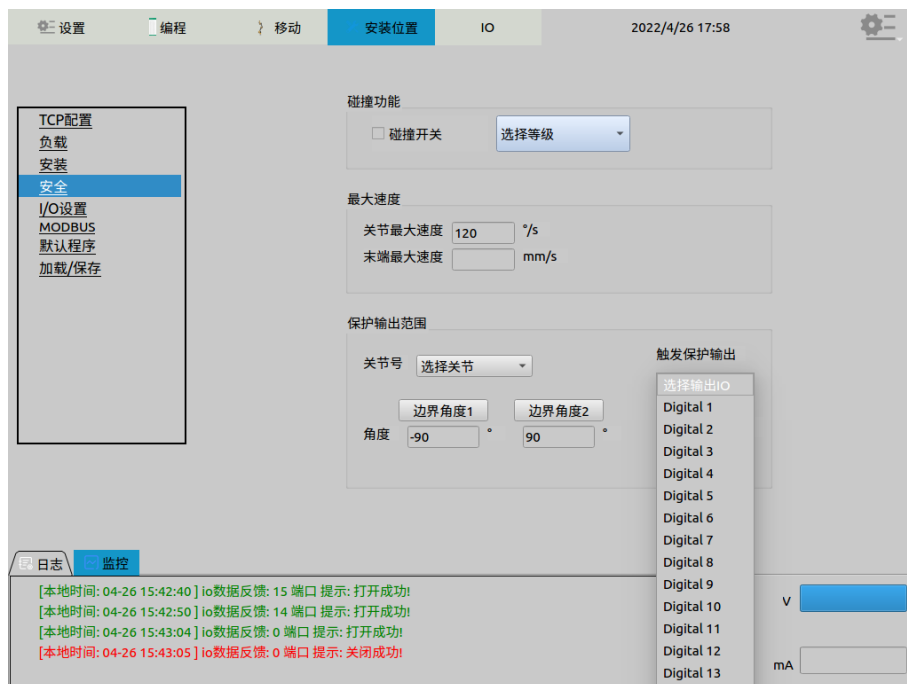 设置 编程 移动 安装位置 IO 2022/4/26 17:58
TCP配置
负载
安装
安全
I/O设置
MODBUS
默认程序
加载/保存
碰撞功能
碰撞开关 选择等级
最大速度
关节最大速度 120 °/s
末端最大速度 mm/s
保护输出范围
关节号 选择关节
边界角度1 边界角度2
角度 -90 ° 90 °
触发保护输出
选择输出IO
Digital 1
Digital 2
Digital 3
Digital 4
Digital 5
Digital 6
Digital 7
Digital 8
Digital 9
Digital 10
Digital 11
Digital 12
Digital 13
日志 监控
[本地时间: 04-26 15:42:40 ] io数据反馈: 15 端口 提示: 打开成功!
[本地时间: 04-26 15:42:50 ] io数据反馈: 14 端口 提示: 打开成功!
[本地时间: 04-26 15:43:04 ] io数据反馈: 0 端口 提示: 打开成功!
[本地时间: 04-26 15:43:05 ] io数据反馈: 0 端口 提示: 关闭成功!
V
mA